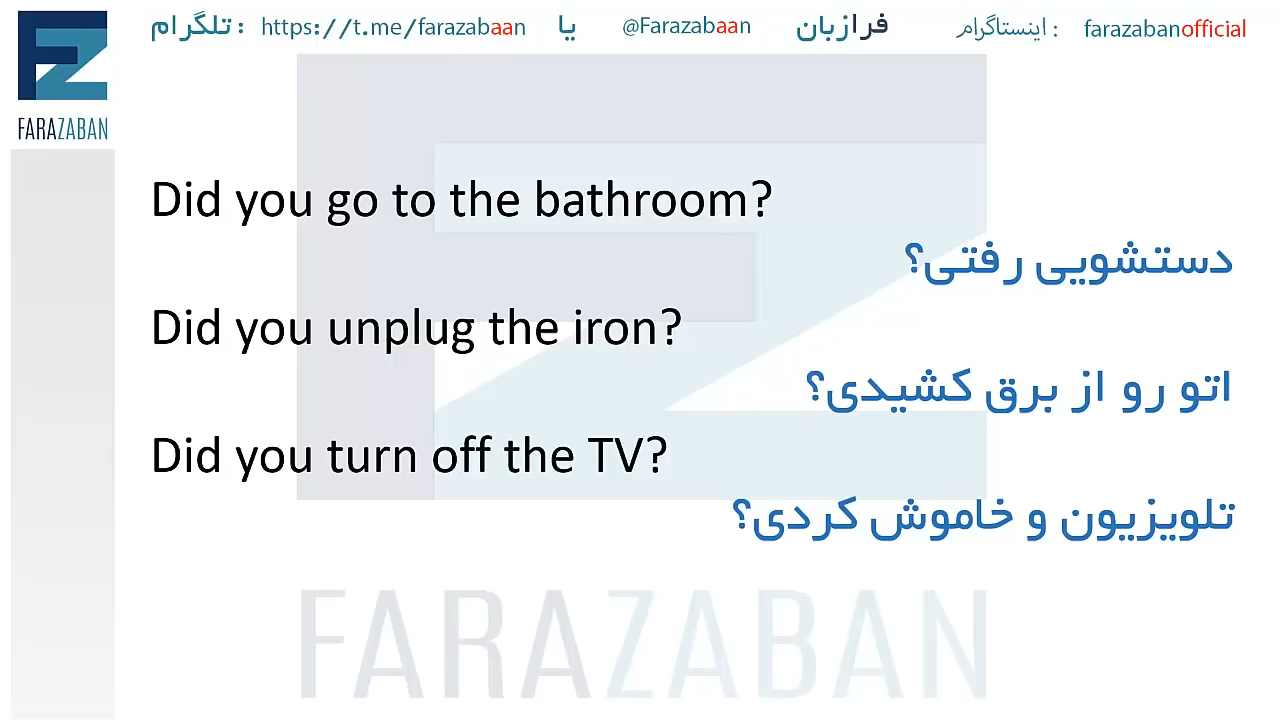 تلگرام : https://t.me/farazabaan یا @Farazabaan فرازبان اینستاگرام : farazabanofficial
FZ
FARAZABAN
Did you go to the bathroom?
دستشویی رفتی؟
Did you unplug the iron?
اتو رو از برق کشیدی؟
Did you turn off the TV?
تلویزیون و خاموش کردی؟
FARAZABAN